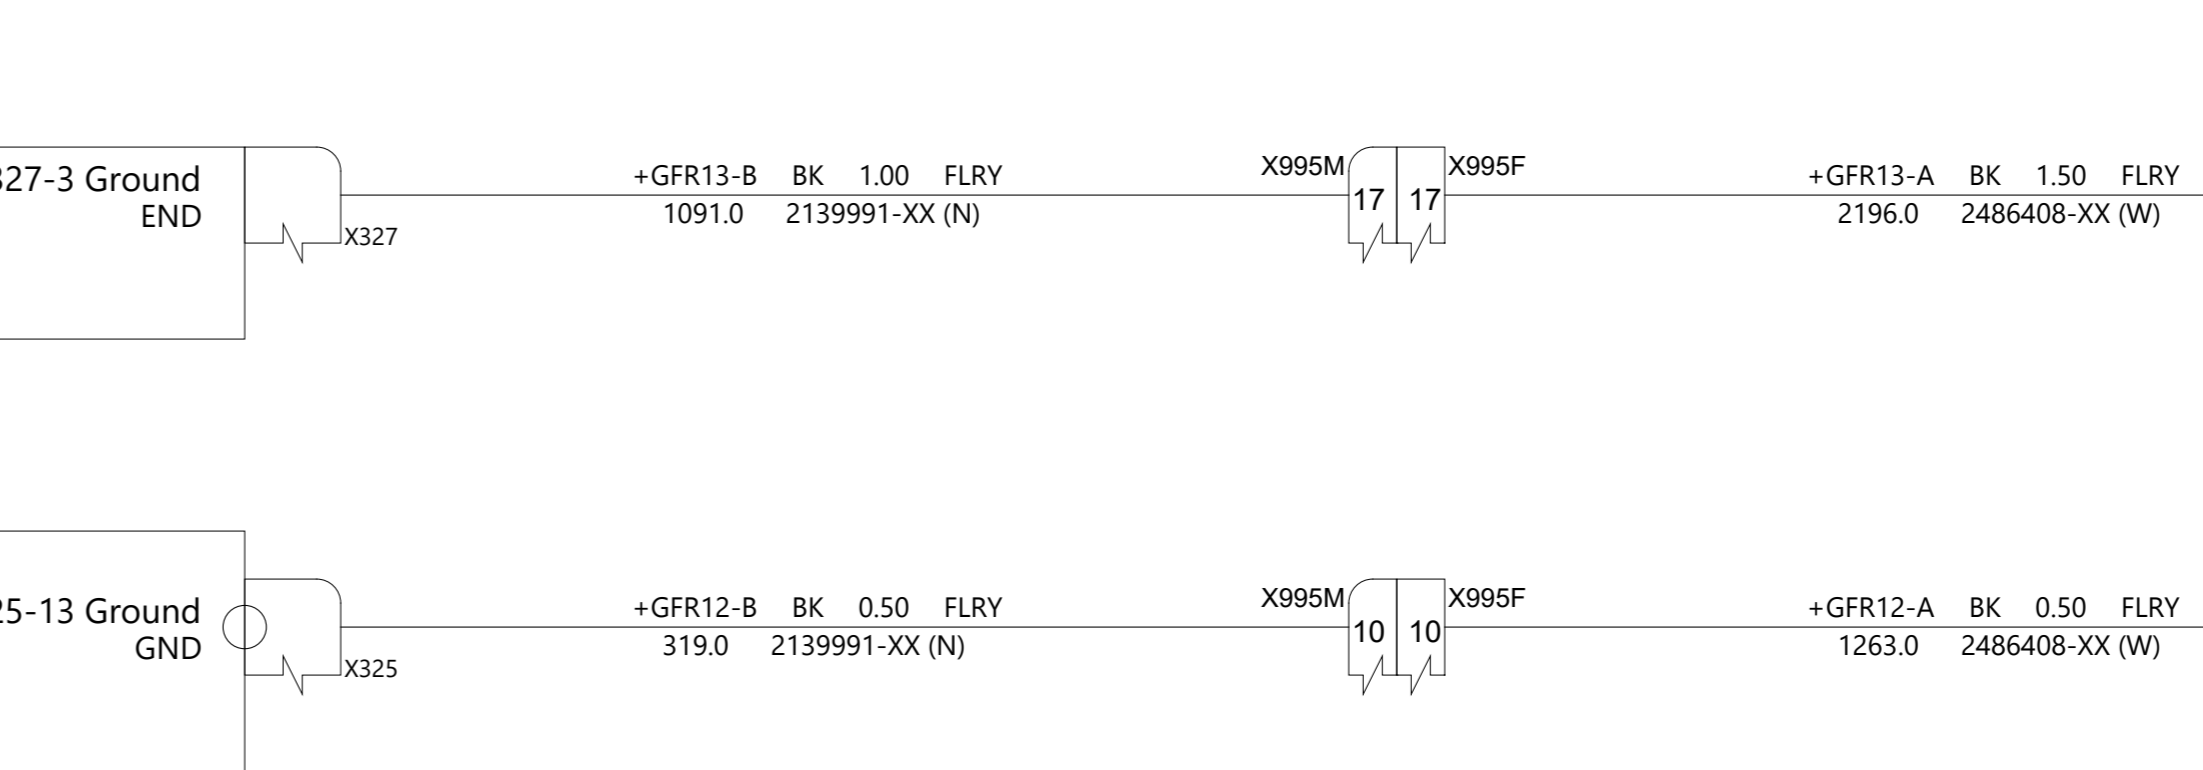 27-3 Ground
END
X327
+GFR13-B BK 1.00 FLRY
1091.0 2139991-XX (N)
X995M
17
17
X995F
+GFR13-A BK 1.50 FLRY
2196.0 2486408-XX (W)
5-13 Ground
GND
X325
+GFR12-B BK 0.50 FLRY
319.0 2139991-XX (N)
X995M
10
10
X995F
+GFR12-A BK 0.50 FLRY
1263.0 2486408-XX (W)